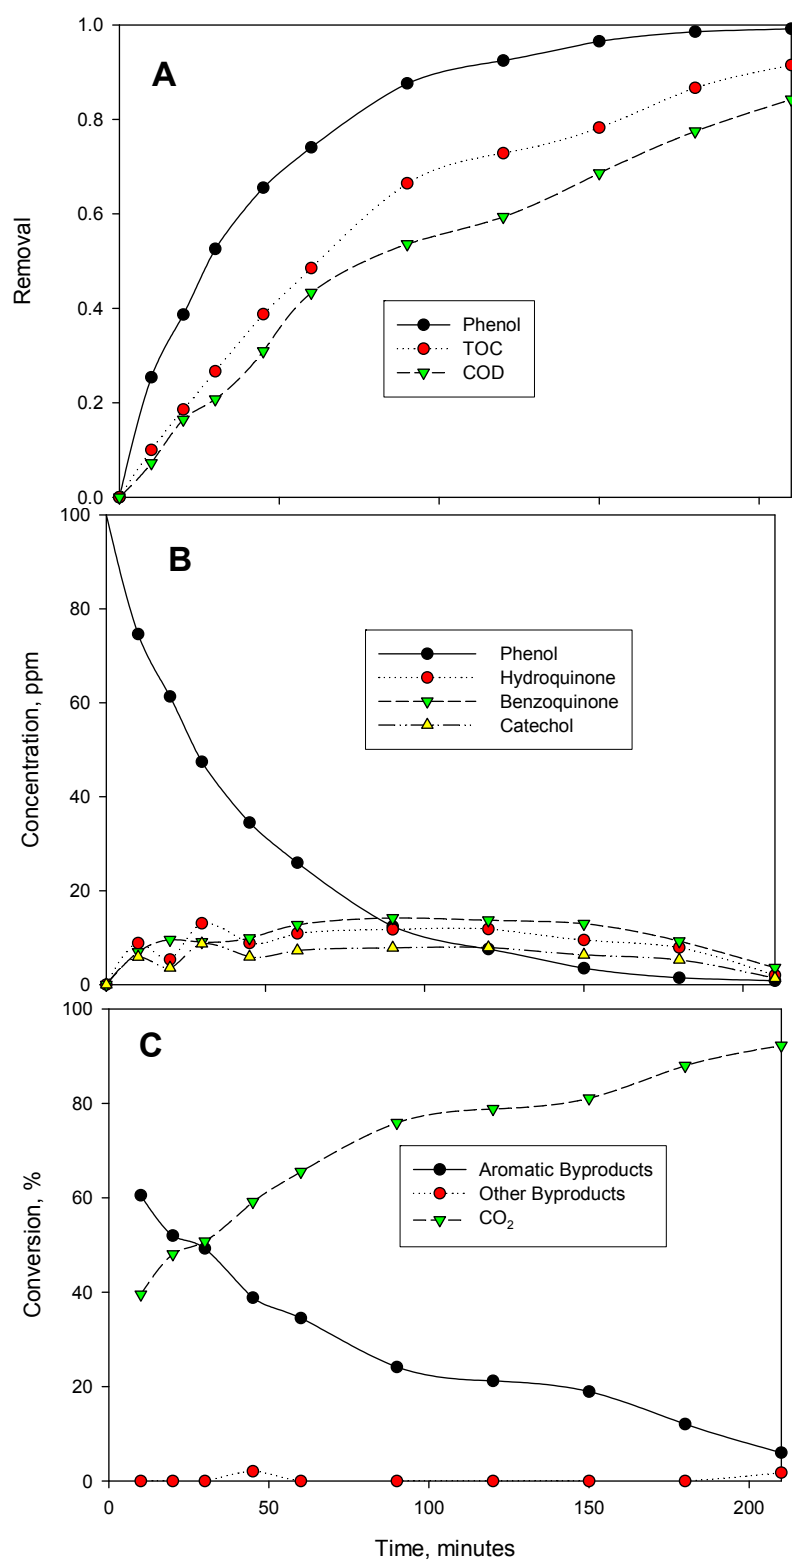 1.0
A
0.8
0.6
Removal
0.4
Phenol
TOC
COD
0.2
0.0
100
B
80
Phenol
Hydroquinone
Benzoquinone
Catechol
60
Concentration, ppm
40
20
0
100
C
80
Aromatic Byproducts
Other Byproducts
CO₂
60
Conversion, %
40
20
0
0 50 100 150 200
Time, minutes